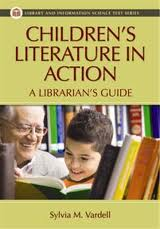 LIBRARY AND INFORMATION SCIENCE TEXT SERIES
CHILDREN'S
LITERATURE IN
ACTION
A LIBRARIAN'S GUIDE
Sylvia M. Vardell